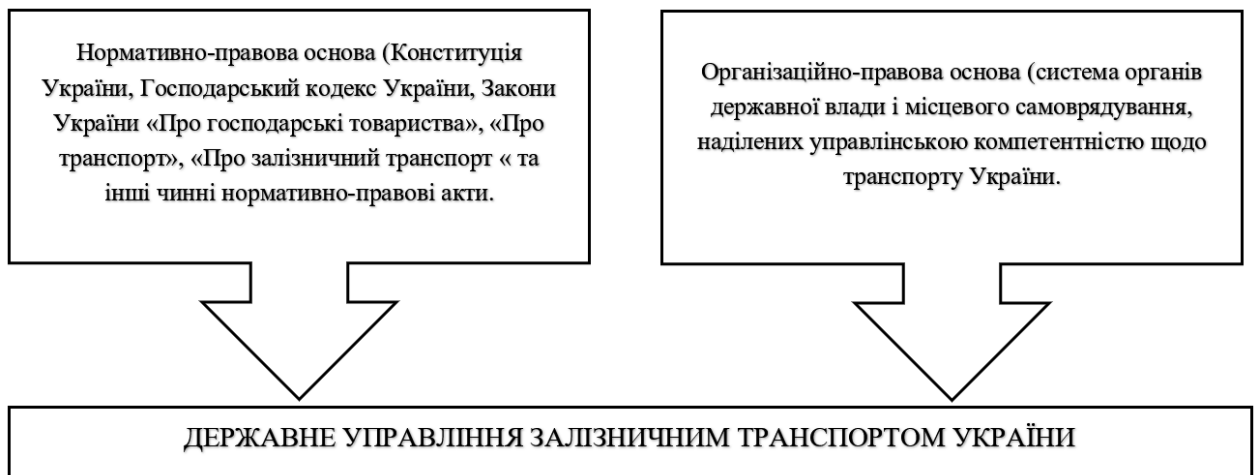 Нормативно-правова основа (Конституція
України, Господарський кодекс України, Закони
України «Про господарські товариства», «Про
транспорт», «Про залізничний транспорт « та
інші чинні нормативно-правові акти.
Організаційно-правова основа (система органів
державної влади і місцевого самоврядування,
наділених управлінською компетентністю щодо
транспорту України.
ДЕРЖАВНЕ УПРАВЛІННЯ ЗАЛІЗНИЧНИМ ТРАНСПОРТОМ УКРАЇНИ